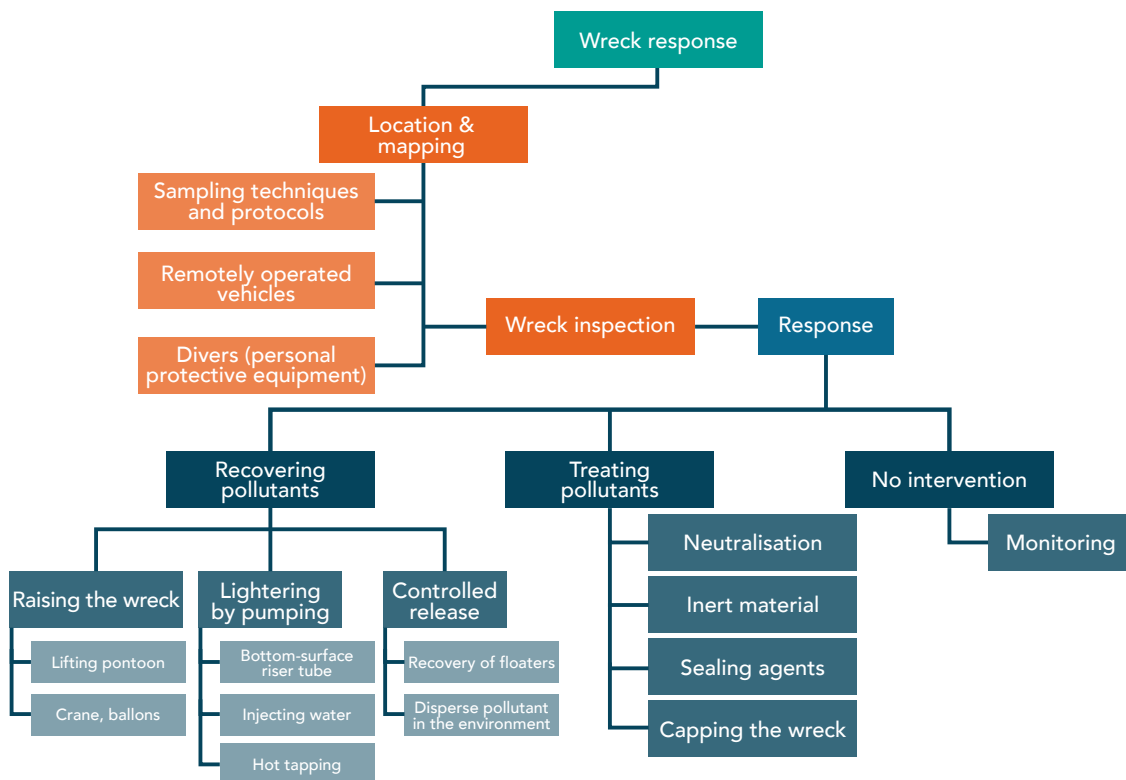 Wreck response
Location &
mapping
Sampling techniques
and protocols
Remotely operated
vehicles
Divers (personal
protective equipment)
Wreck inspection
Response
Recovering
pollutants
Treating
pollutants
No intervention
Raising the wreck
Lifting pontoon
Crane, ballons
Lightering
by pumping
Bottom-surface
riser tube
Injecting water
Hot tapping
Controlled
release
Recovery of floaters
Disperse pollutant
in the environment
Neutralisation
Inert material
Sealing agents
Capping the wreck
Monitoring